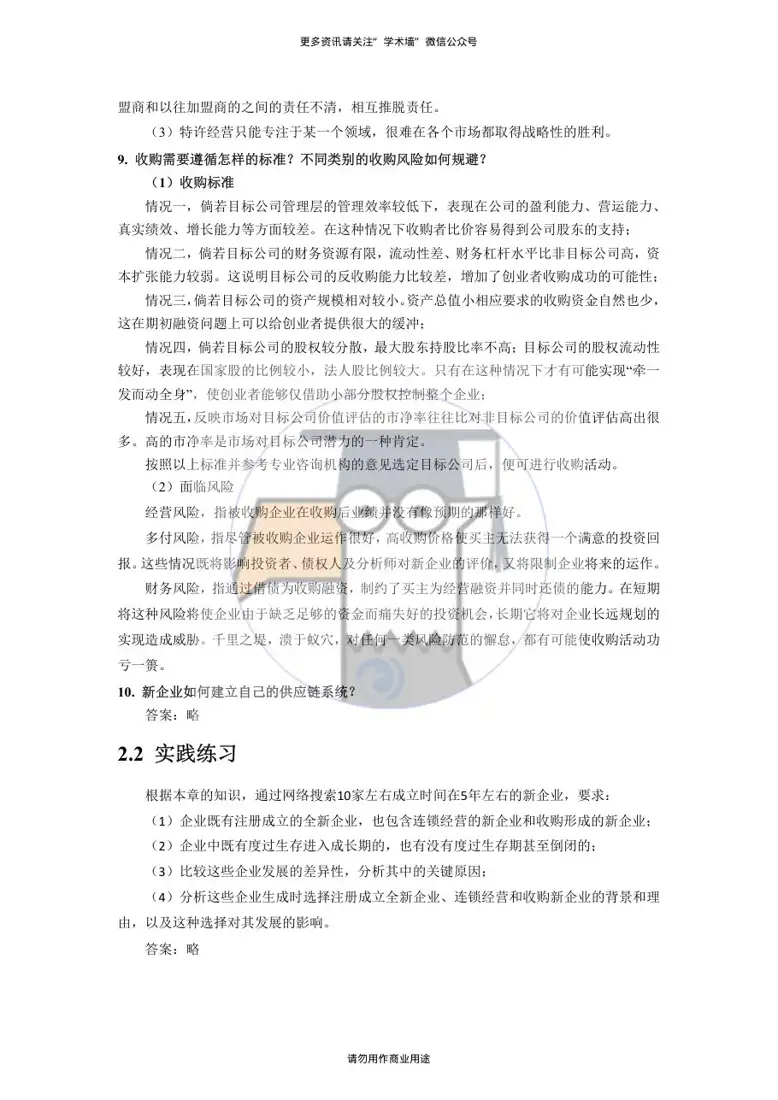 更多资讯请关注“学术墙”微信公众号
盟商和以往加盟商的之间的责任不清，相互推脱责任。
（3）特许经营只能专注于某一个领域，很难在各个市场都取得战略性的胜利。
9. 收购需要遵循怎样的标准？不同类别的收购风险如何规避？
（1）收购标准
情况一，倘若目标公司管理层的管理效率较低下，表现在公司的盈利能力、营运能力、
真实绩效、增长能力等方面较差。在这种情况下收购者比价容易得到公司股东的支持；
情况二，倘若目标公司的财务资源有限，流动性差、财务杠杆水平比非目标公司高，资
本扩张能力较弱。这说明目标公司的反收购能力比较差，增加了创业者收购成功的可能性；
情况三，倘若目标公司的资产规模相对较小。资产总值小相应要求的收购资金自然也少，
这在期初融资问题上可以给创业者提供很大的缓冲；
情况四，倘若目标公司的股权较分散，最大股东持股比率不高；目标公司的股权流动性
较好，表现在国家股的比例较小，法人股比例较大。只有在这种情况下才有可能实现“牵一
发而动全身”，使创业者能够仅借助小部分股权控制整个企业；
情况五，反映市场对目标公司价值评估的市净率往往比对非目标公司的价值评估高出很
多。高的市净率是市场对目标公司潜力的一种肯定。
按照以上标准并参考专业咨询机构的意见选定目标公司后，便可进行收购活动。
（2）面临风险
经营风险，指被收购企业在收购后业绩并没有像预期的那样好。
多付风险，指尽管被收购企业运作很好，高收购价格使买主无法获得一个满意的投资回
报。这些情况既将影响投资者、债权人及分析师对新企业的评价，又将限制企业将来的运作。
财务风险，指通过借债为收购融资，制约了买主为经营融资并同时还债的能力。在短期
将这种风险将使企业由于缺乏足够的资金而痛失好的投资机会，长期它将对企业长远规划的
实现造成威胁。千里之堤，溃于蚁穴，对任何一类风险防范的懈怠，都有可能使收购活动功
亏一篑。
10. 新企业如何建立自己的供应链系统？
答案：略
2.2 实践练习
根据本章的知识，通过网络搜索10家左右成立时间在5年左右的新企业，要求：
（1）企业既有注册成立的全新企业，也包含连锁经营的新企业和收购形成的新企业；
（2）企业中既有度过生存进入成长期的，也有没有度过生存期甚至倒闭的；
（3）比较这些企业发展的差异性，分析其中的关键原因；
（4）分析这些企业生成时选择注册成立全新企业、连锁经营和收购新企业的背景和理
由，以及这种选择对其发展的影响。
答案：略
请勿用作商业用途